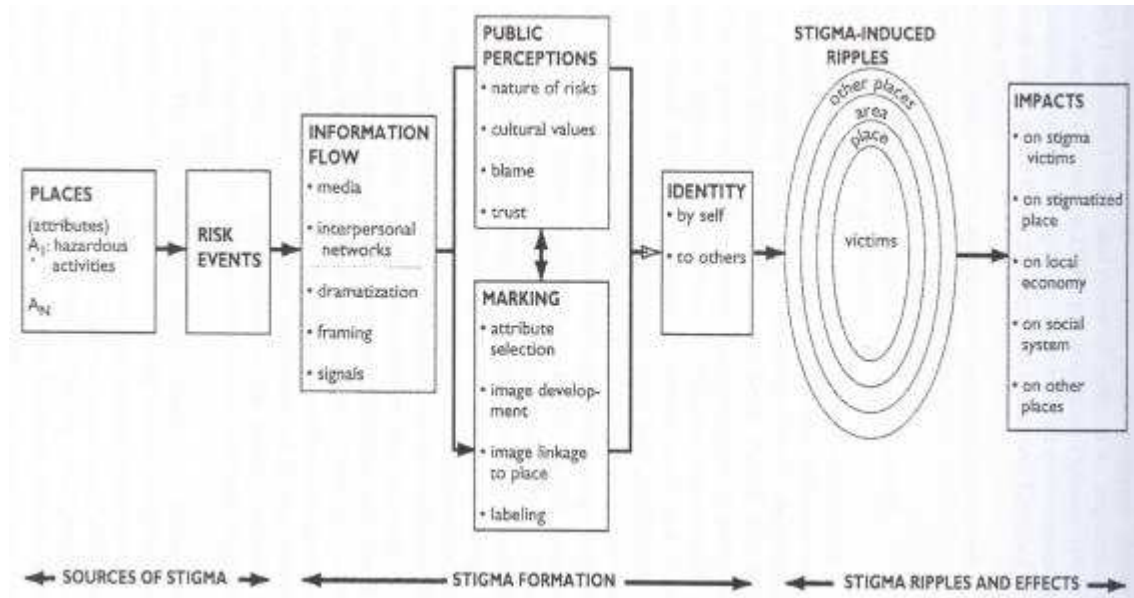 PLACES
(attributes)
A1: hazardous
activities
AN
RISK
EVENTS
INFORMATION
FLOW
• media
• interpersonal
networks
• dramatization
• framing
• signals
PUBLIC
PERCEPTIONS
• nature of risks
• cultural values
• blame
• trust
MARKING
• attribute
selection
• image develop-
ment
• image linkage
to place
• labeling
IDENTITY
• by self
• to others
STIGMA-INDUCED
RIPPLES
other places
area
place
victims
IMPACTS
• on stigma
victims
• on stigmatized
place
• on local
economy
• on social
system
• on other
places
SOURCES OF STIGMA
STIGMA FORMATION
STIGMA RIPPLES AND EFFECTS